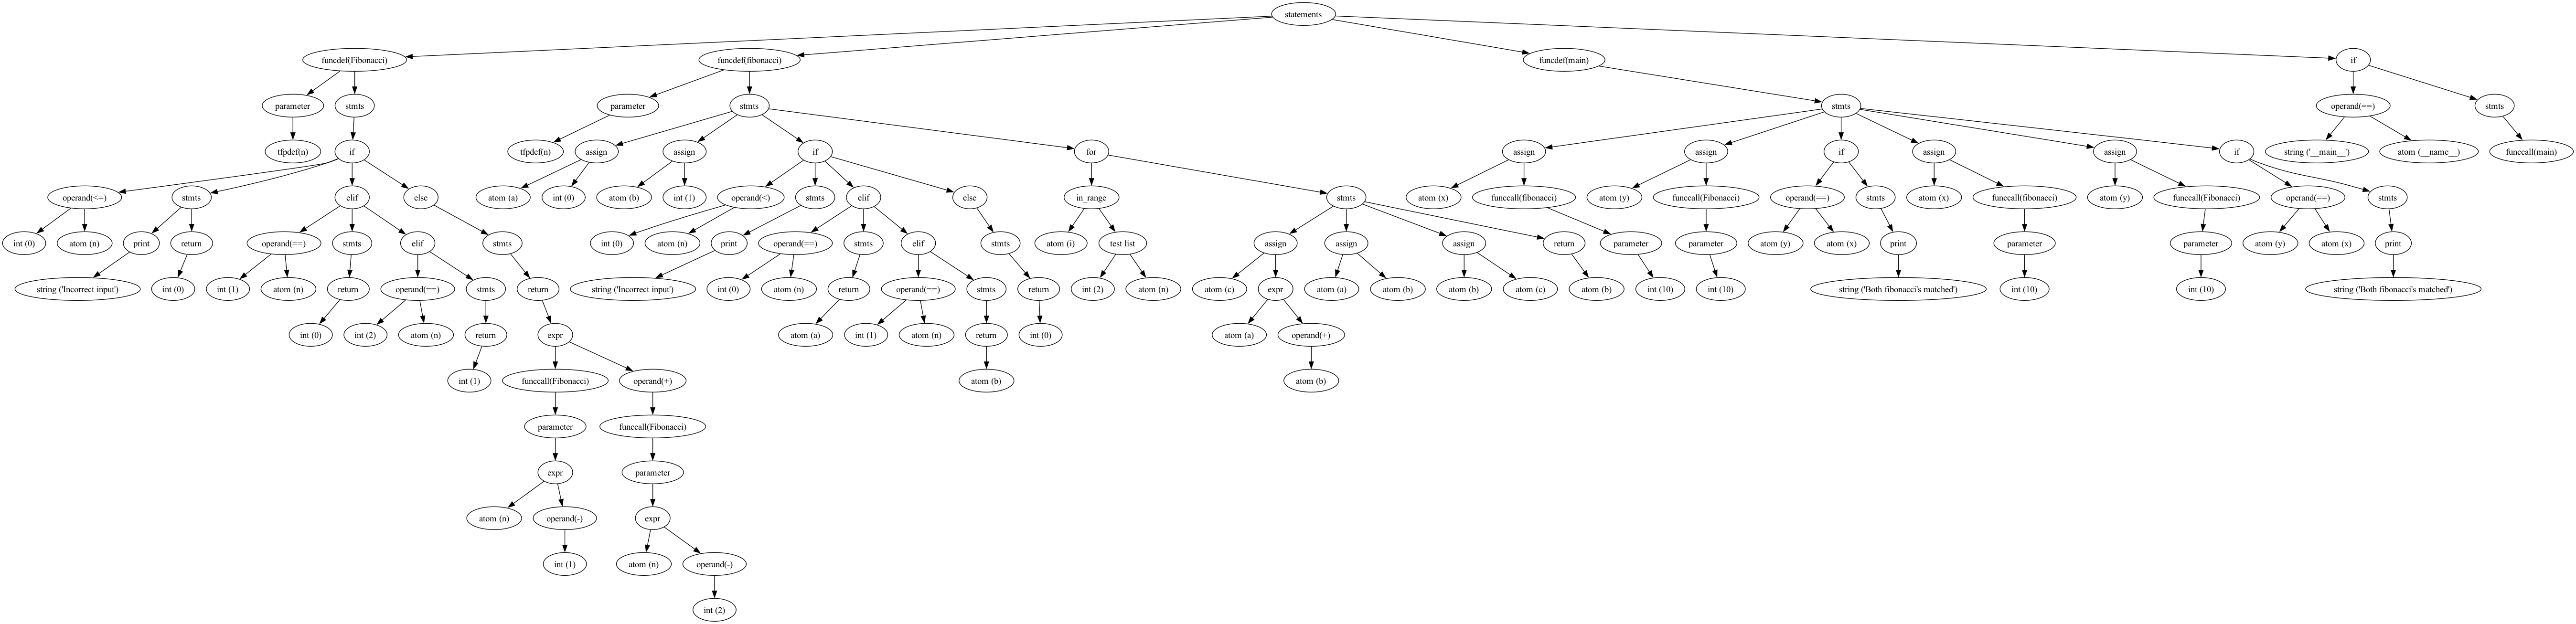 statements
funcdef(Fibonacci)
funcdef(fibonacci)
funcdef(main)
if
parameter
stmts
parameter
stmts
stmts
operand(==)
stmts
tfpdef(n)
if
tfpdef(n)
assign
assign
if
for
assign
assign
if
assign
assign
if
string ('__main__')
atom (__name__)
funccall(main)
operand(<=)
stmts
elif
else
atom (a)
int (0)
atom (b)
int (1)
operand(<)
stmts
elif
else
in_range
stmts
atom (x)
funccall(fibonacci)
atom (y)
funccall(Fibonacci)
operand(==)
stmts
atom (x)
funccall(fibonacci)
atom (y)
funccall(Fibonacci)
operand(==)
stmts
int (0)
atom (n)
print
return
operand(==)
stmts
elif
stmts
int (0)
atom (n)
print
operand(==)
stmts
elif
stmts
atom (i)
test list
assign
assign
assign
return
parameter
parameter
atom (y)
atom (x)
print
parameter
parameter
atom (y)
atom (x)
print
string ('Incorrect input')
int (0)
int (1)
atom (n)
return
operand(==)
stmts
return
string ('Incorrect input')
int (0)
atom (n)
return
operand(==)
stmts
return
int (2)
atom (n)
atom (c)
expr
atom (a)
atom (b)
atom (b)
atom (c)
atom (b)
int (10)
int (10)
string ('Both fibonacci's matched')
int (10)
int (10)
string ('Both fibonacci's matched')
int (0)
int (2)
atom (n)
return
expr
atom (a)
int (1)
atom (n)
return
int (0)
atom (a)
operand(+)
int (1)
funccall(Fibonacci)
operand(+)
atom (b)
atom (b)
parameter
funccall(Fibonacci)
expr
parameter
atom (n)
operand(-)
expr
int (1)
atom (n)
operand(-)
int (2)